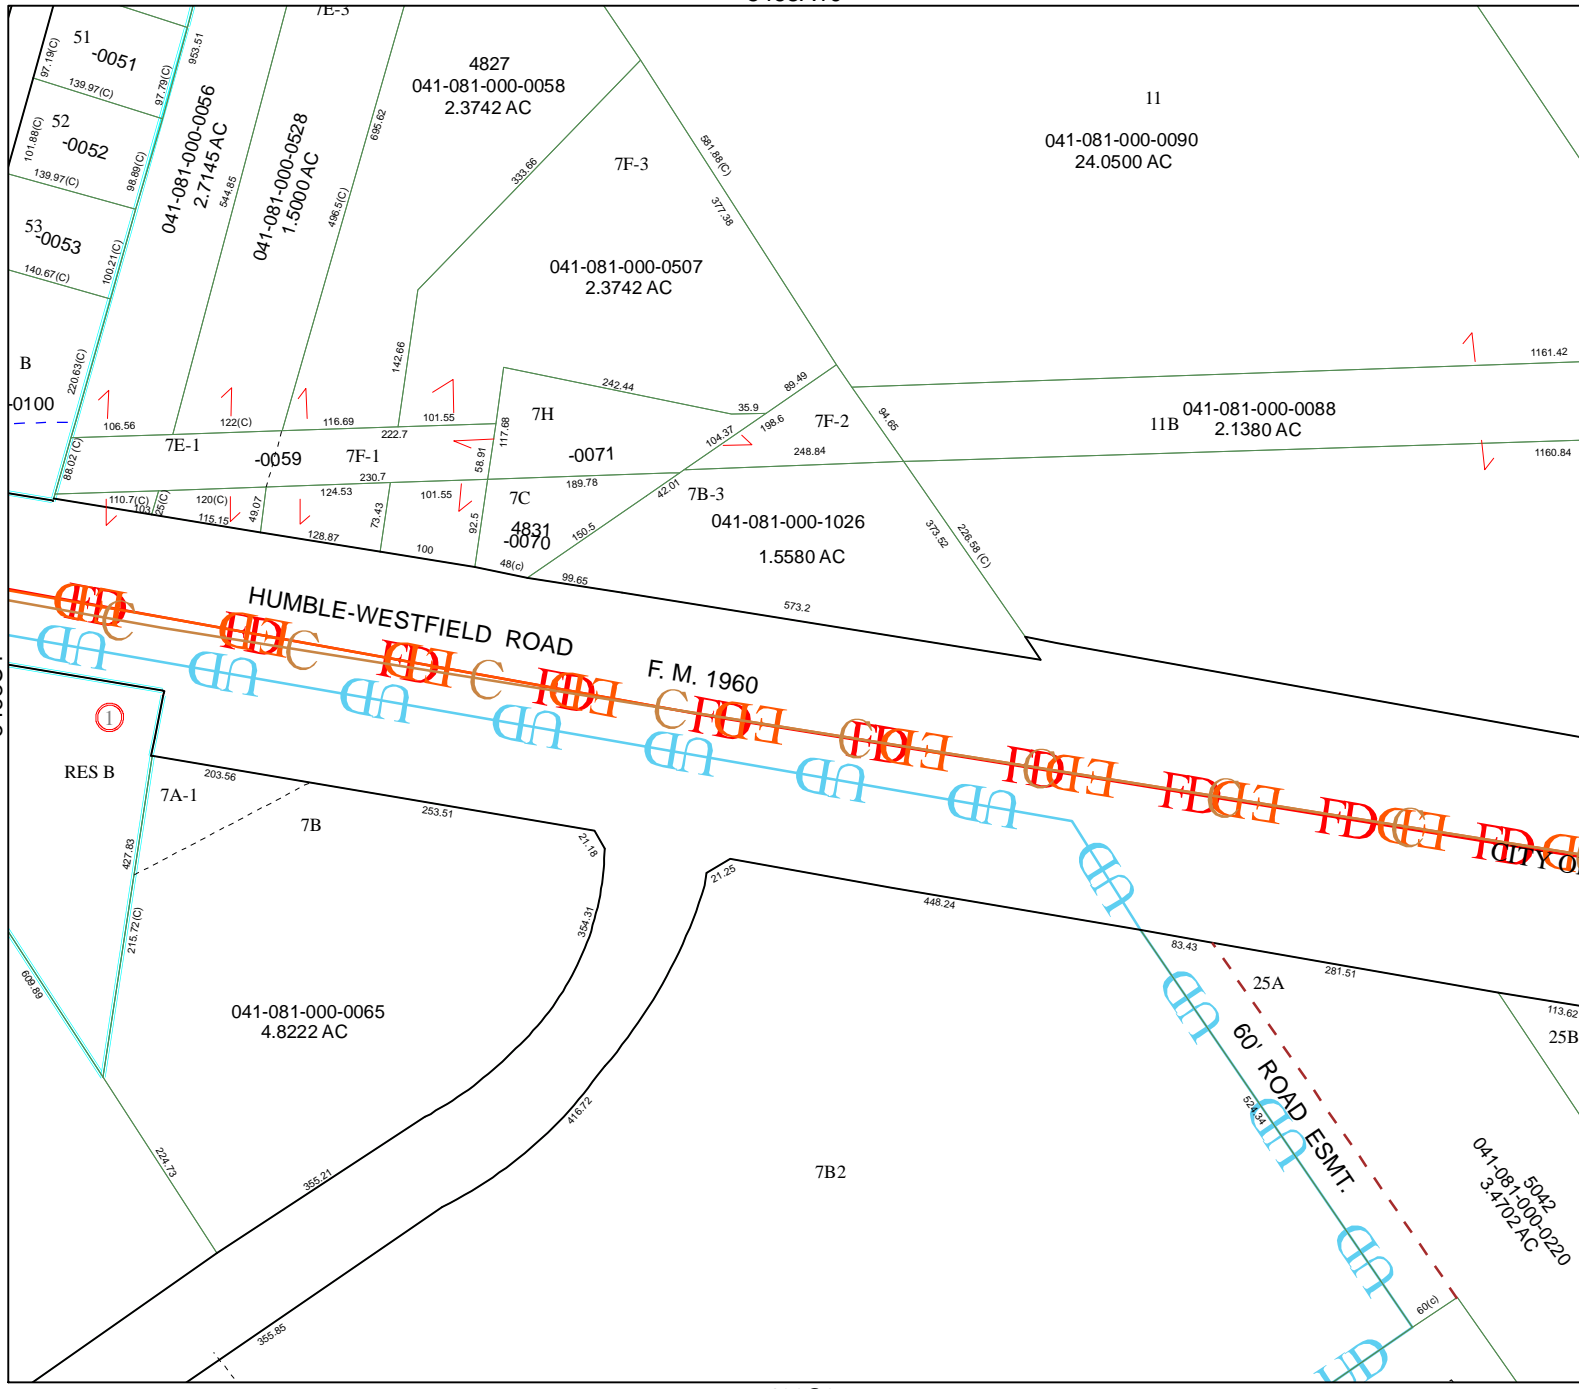 7E-3
51
-0051
97.19(C)
139.97(C)
97.79(C)
953.51
52
-0052
101.88(C)
139.97(C)
98.89(C)
53
-0053
140.67(C)
100.21(C)
041-081-000-0056
2.7145 AC
544.85
041-081-000-0528
1.5000 AC
695.62
496.5(C)
4827
041-081-000-0058
2.3742 AC
333.66
7F-3
581.88(C)
377.38
11
041-081-000-0090
24.0500 AC
041-081-000-0507
2.3742 AC
142.66
B
-0100
220.63(C)
88.02 (C)
106.56
122(C)
116.69
101.55
222.7
7E-1
-0059
7F-1
230.7
117.68
58.91
242.44
35.9
89.49
7H
-0071
104.37
198.6
7F-2
248.84
94.65
11B
041-081-000-0088
2.1380 AC
1161.42
1160.84
110.7(C)
103
25(C)
120(C)
115.15
49.07
124.53
128.87
73.43
101.55
100
92.5
7C
4831
-0070
48(c)
189.78
42.01
150.5
99.65
7B-3
041-081-000-1026
1.5580 AC
373.52
226.58 (C)
573.2
HUMBLE-WESTFIELD ROAD
F. M. 1960
FD
C
UD
CITY O
1
RES B
427.83
215.72(C)
609.89
7A-1
203.56
7B
253.51
21.18
354.31
041-081-000-0065
4.8222 AC
224.73
355.21
355.85
416.72
21.25
448.24
7B2
83.43
281.51
113.62
25A
25B
60' ROAD ESMT.
524.34
60(c)
5042
041-081-000-0220
3.4702 AC